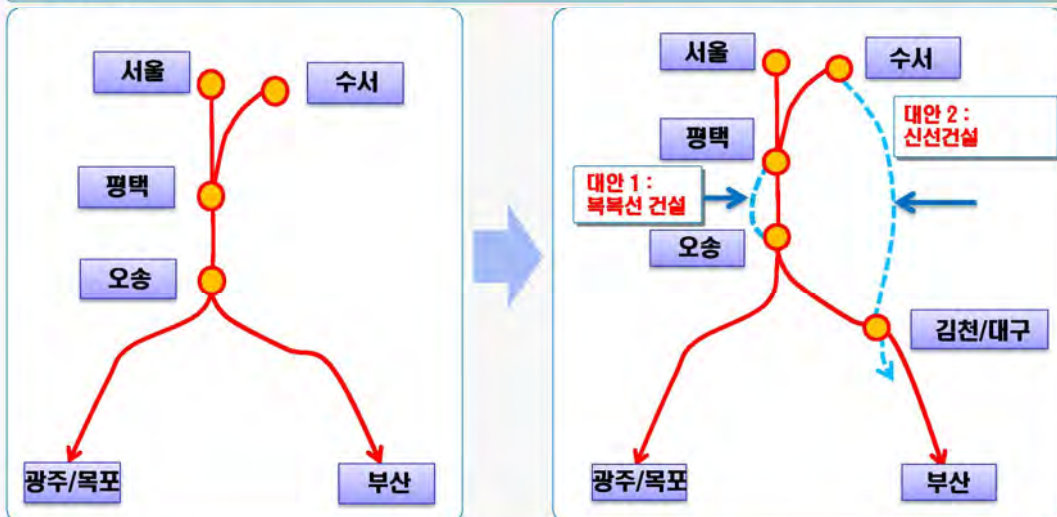 서울
수서
평택
오송
광주/목포
부산
서울
수서
대안 2 :
신선건설
평택
대안 1 :
복복선 건설
오송
김천/대구
광주/목포
부산